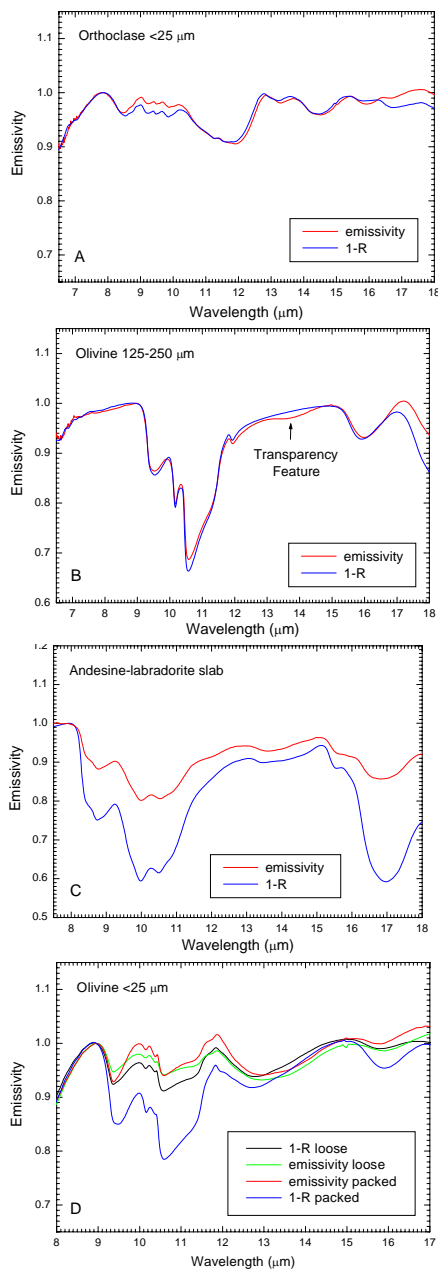 Orthoclase <25 μm
1.1
1.0
0.9
0.8
0.7
Emissivity
emissivity
1-R
A
7 8 9 10 11 12 13 14 15 16 17 18
Wavelength (μm)
Olivine 125-250 μm
1.1
1.0
0.9
0.8
0.7
0.6
Emissivity
Transparency
Feature
emissivity
1-R
B
7 8 9 10 11 12 13 14 15 16 17 18
Wavelength (μm)
Andesine-labradorite slab
1.2
1.1
1.0
0.9
0.8
0.7
0.6
0.5
Emissivity
emissivity
1-R
C
8 9 10 11 12 13 14 15 16 17 18
Wavelength (μm)
Olivine <25 μm
1.1
1.0
0.9
0.8
0.7
Emissivity
1-R loose
emissivity loose
emissivity packed
1-R packed
D
8 9 10 11 12 13 14 15 16 17
Wavelength (μm)